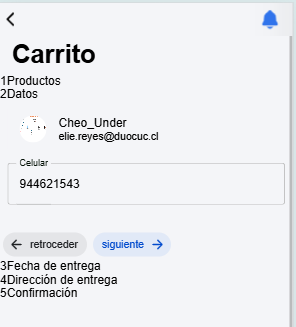 Carrito
1Productos
2Datos
Cheo_Under
elie.reyes@duocuc.cl
Celular
944621543
retroceder siguiente
3Fecha de entrega
4Dirección de entrega
5Confirmación